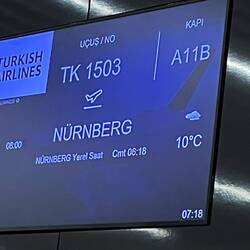 TURKISH AIRLINES
UÇUŞ / NO
TK 1503
KAPI
A11B
08:00
NÜRNBERG
NÜRNBERG Yerel Saat Cmt 06:18
10°C
07:18